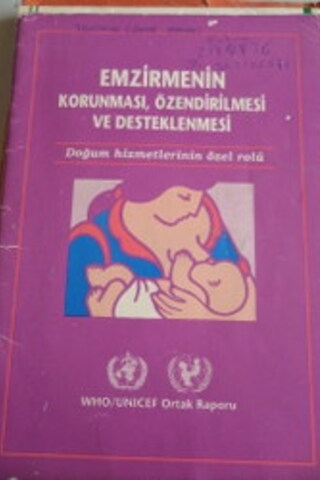 EMZİRMENİN
KORUNMASI, ÖZENDİRİLMESİ
VE DESTEKLENMESİ
Doğum hizmetlerinin özel rolü
WHO/UNICEF Ortak Raporu